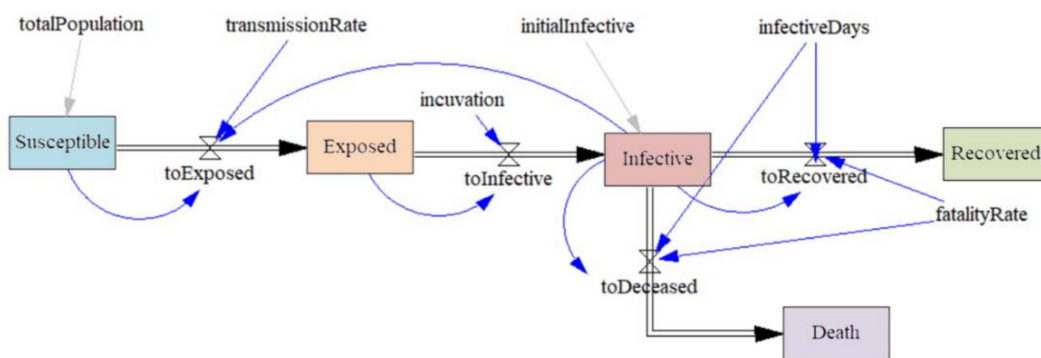 totalPopulation
transmissionRate
initialInfective
infectiveDays
incuvation
Susceptible
Exposed
Infective
Recovered
toExposed
toInfective
toRecovered
fatalityRate
toDeceased
Death